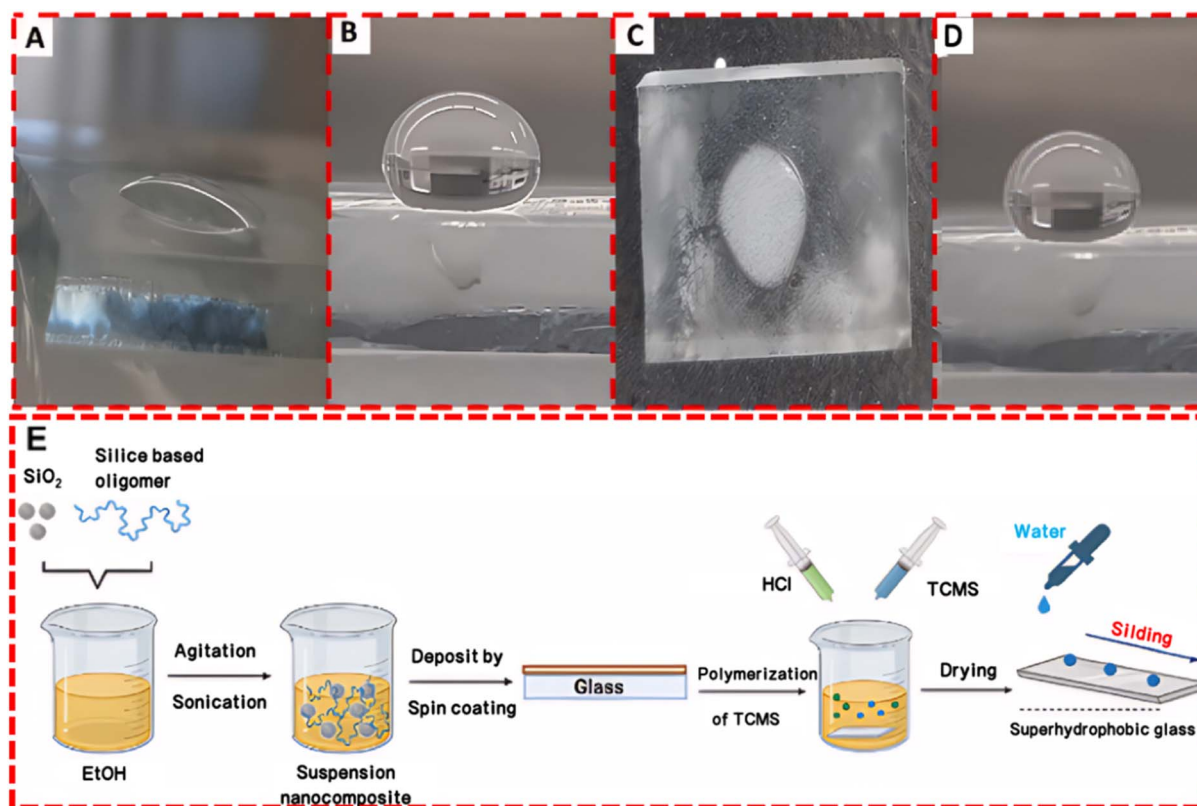 A
B
C
D
E
SiO₂
Silice based
oligomer
EtOH
Agitation
Sonication
Suspension
nanocomposite
Deposit by
Spin coating
Glass
Polymerization
of TCMS
HCl
TCMS
Drying
Water
Silding
Superhydrophobic glass